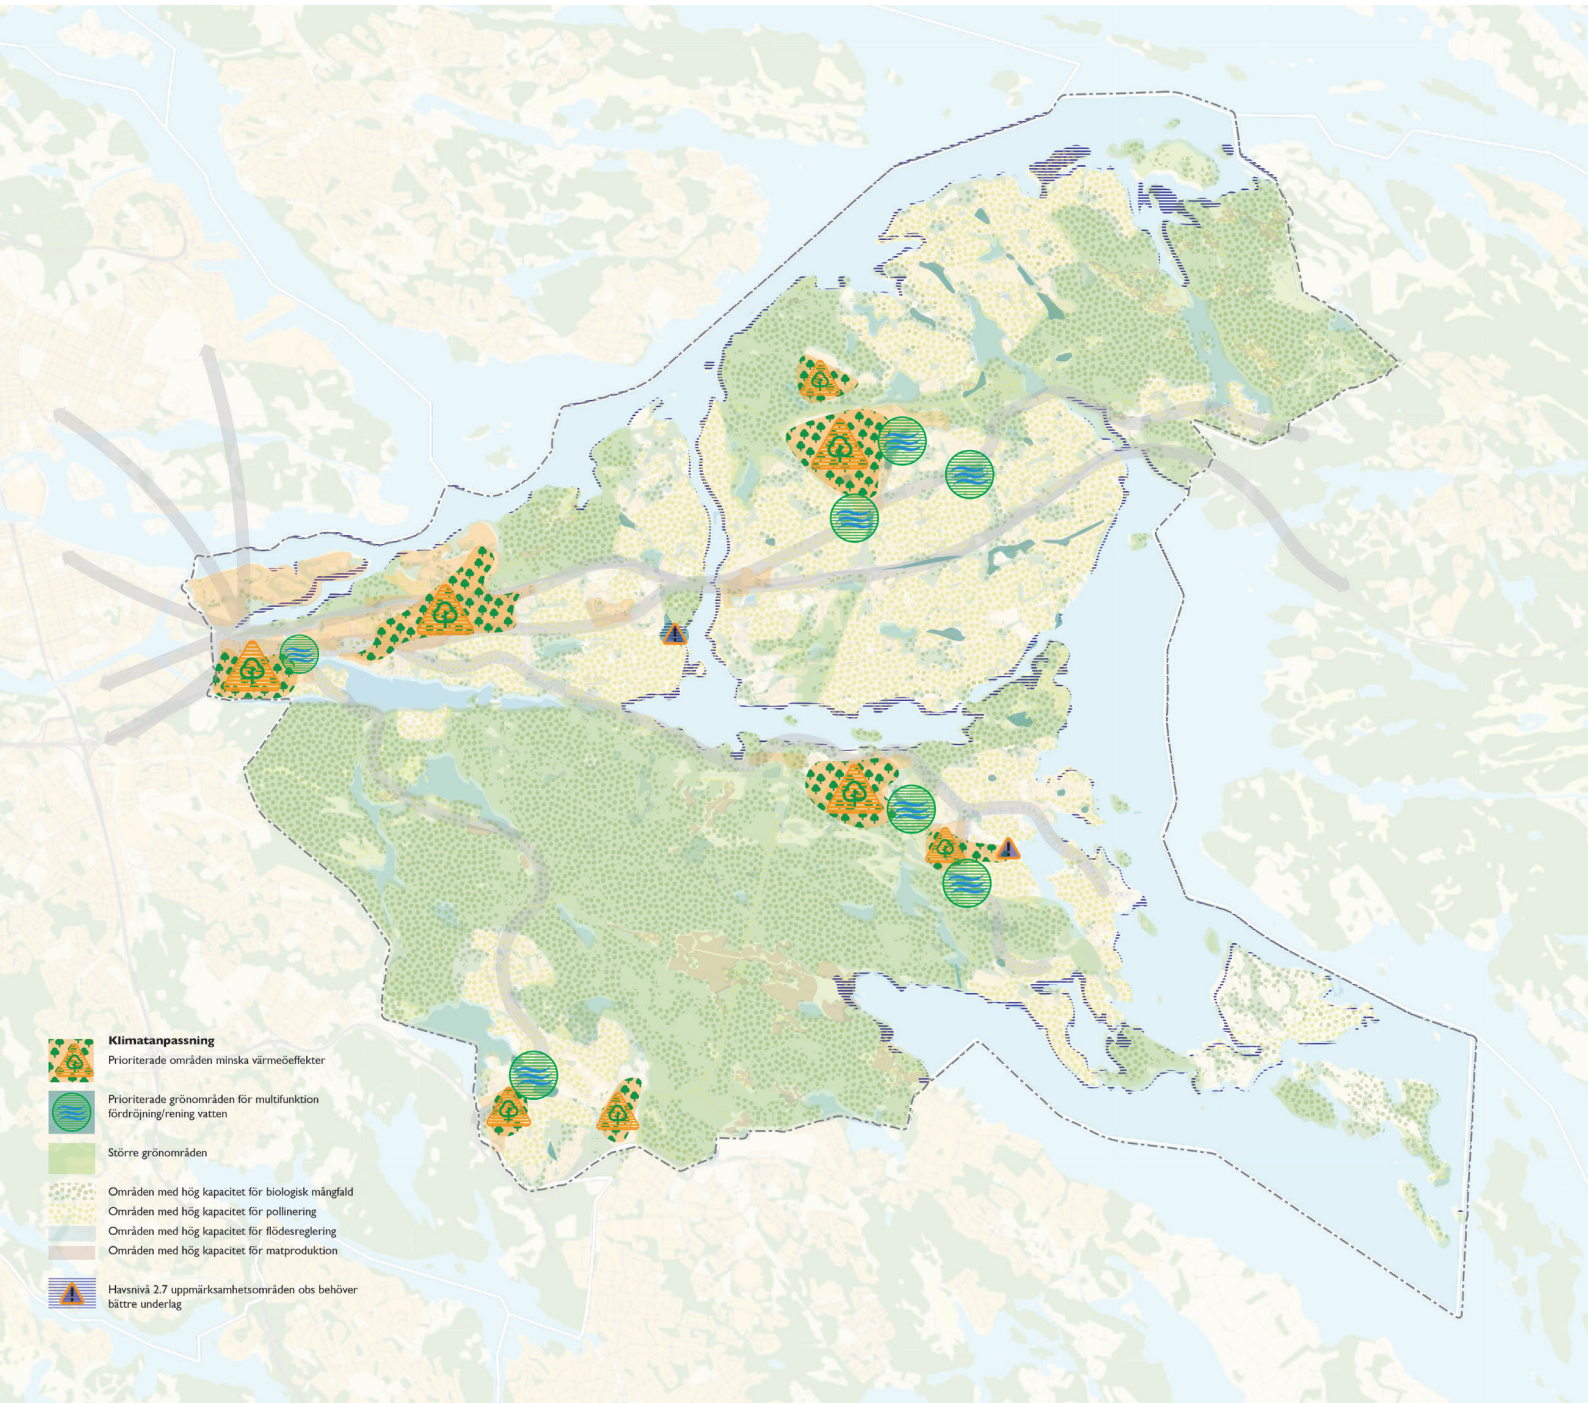 Klimatanpassning
Prioriterade områden minska värmeöeffekter
Prioriterade grönområden för multifunktion
fördröjning/rening vatten
Större grönområden
Områden med hög kapacitet för biologisk mångfald
Områden med hög kapacitet för pollinering
Områden med hög kapacitet för flödesreglering
Områden med hög kapacitet för matproduktion
Havsnivå 2.7 uppmärksamhetsområden obs behöver
bättre underlag